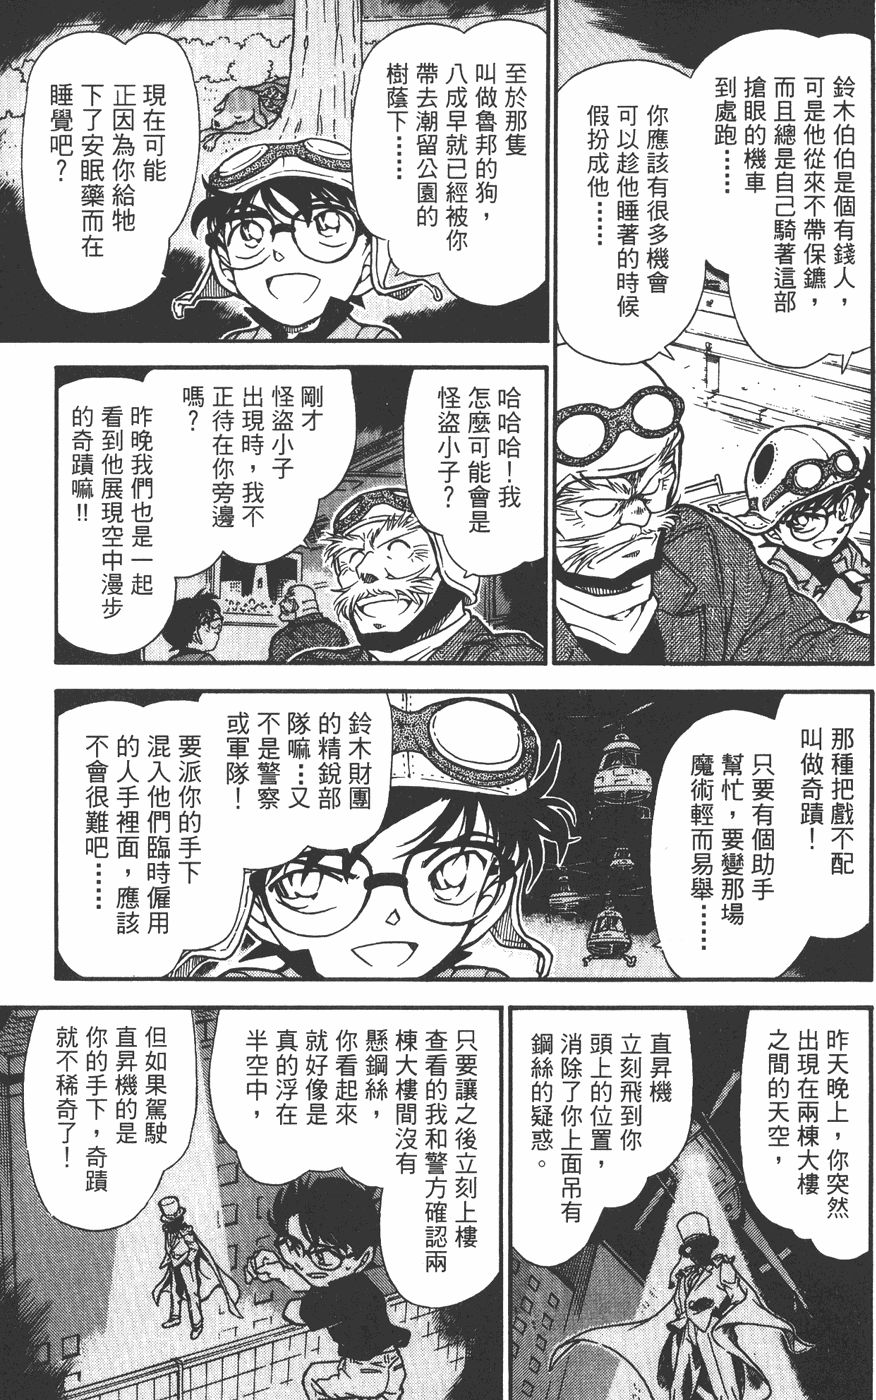 鈴木伯伯是個有錢人，
可是他從來不帶保鑣，
而且總是自己騎著這部
搶眼的機車
到處跑……
你應該有很多機會
可以趁他睡著的時候
假扮成他……
至於那隻
叫做魯邦的狗，
八成早就已經被你
帶去潮留公園的
樹蔭下……
現在可能
正因為你給牠
下了安眠藥而在
睡覺吧？
哈哈哈！我
怎麼可能會是
怪盜小子？
剛才
怪盜小子
出現時，我不
正待在你旁邊
嗎？
昨晚我們也是一起
看到他展現空中漫步
的奇蹟嘛!!
那種把戲不配
叫做奇蹟！
只要有個助手
幫忙，要變那場
魔術輕而易舉……
鈴木財團
的精銳部
隊嘛…又
不是警察
或軍隊！
要派你的手下
混入他們臨時僱用
的人手裡面，應該
不會很難吧……
昨天晚上，你突然
出現在兩棟大樓
之間的天空，
直昇機
立刻飛到你
頭上的位置，
消除了你上面吊有
鋼絲的疑惑。
只要讓之後立刻上樓
查看的我和警方確認兩
棟大樓間沒有
懸鋼絲，
你看起來
就好像是
真的浮在
半空中，
但如果駕駛
直昇機的是
你的手下，奇蹟
就不稀奇了！